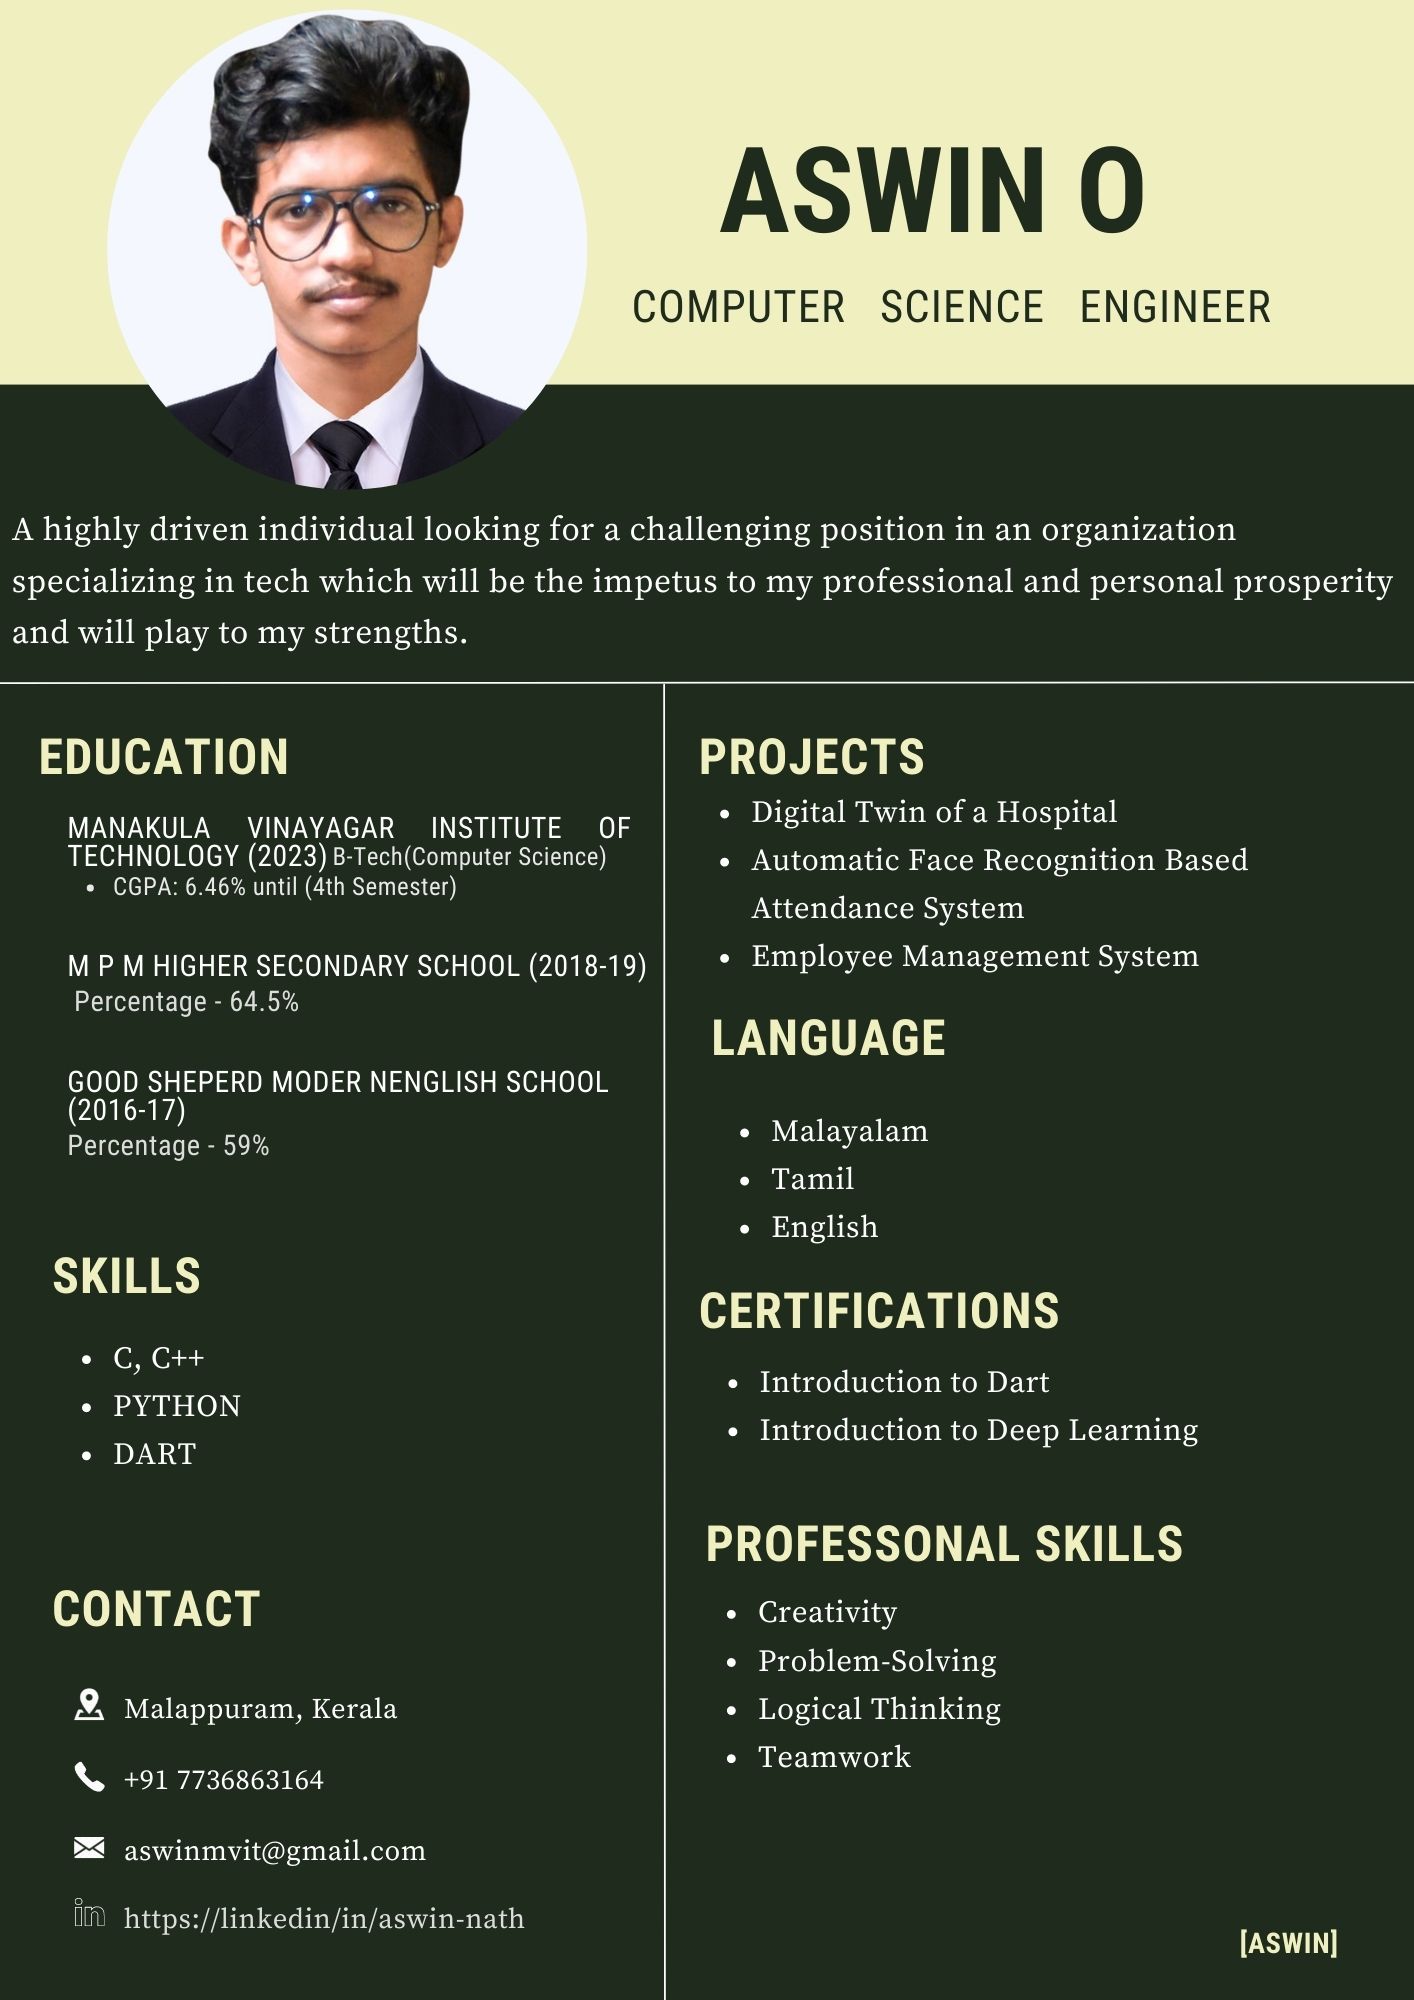 ASWIN O
COMPUTER SCIENCE ENGINEER
A highly driven individual looking for a challenging position in an organization
specializing in tech which will be the impetus to my professional and personal prosperity
and will play to my strengths.
EDUCATION
MANAKULA VINAYAGAR INSTITUTE OF
TECHNOLOGY (2023) B-Tech(Computer Science)
• CGPA: 6.46% until (4th Semester)
M P M HIGHER SECONDARY SCHOOL (2018-19)
Percentage - 64.5%
GOOD SHEPERD MODER NENGLISH SCHOOL
(2016-17)
Percentage - 59%
SKILLS
• C, C++
• PYTHON
• DART
CONTACT
Malappuram, Kerala
+91 7736863164
aswinmvit@gmail.com
in https://linkedin/in/aswin-nath
PROJECTS
• Digital Twin of a Hospital
• Automatic Face Recognition Based
Attendance System
• Employee Management System
LANGUAGE
• Malayalam
• Tamil
• English
CERTIFICATIONS
• Introduction to Dart
• Introduction to Deep Learning
PROFESSONAL SKILLS
• Creativity
• Problem-Solving
• Logical Thinking
• Teamwork
[ASWIN]